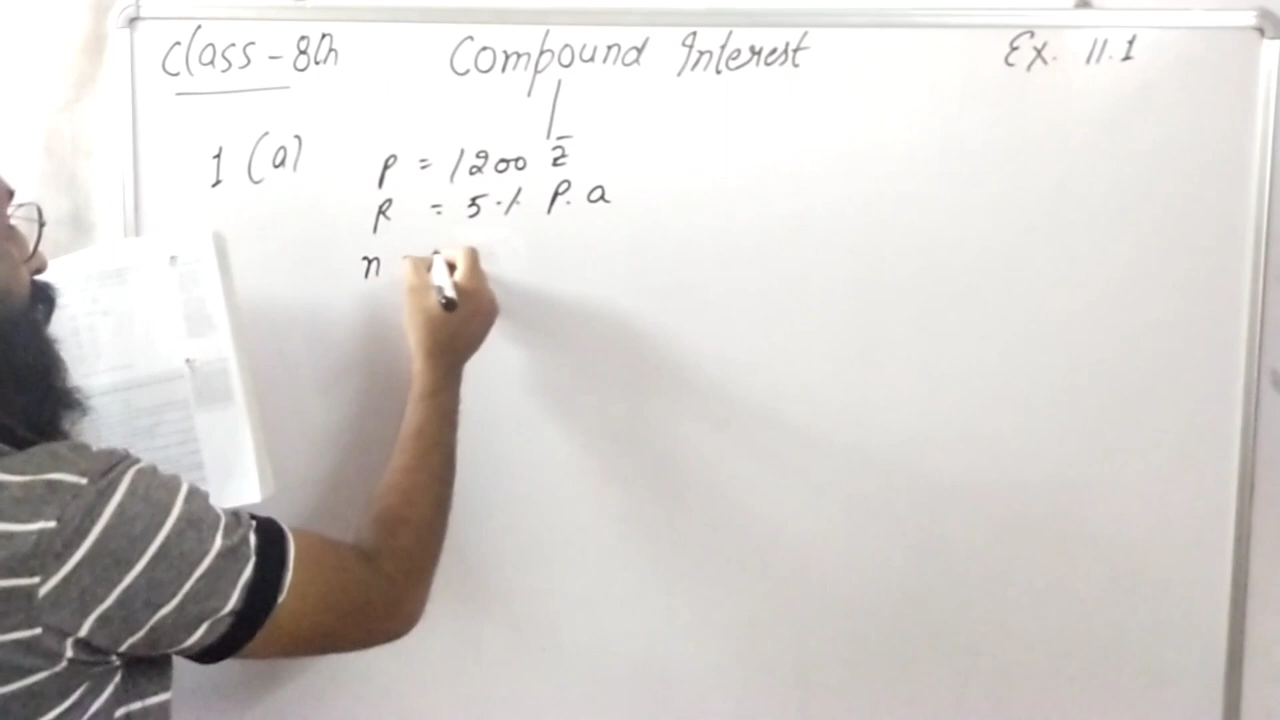 Class - 8th Compound Interest Ex. 11.1
1 (a) P = 1200 ₹
R = 5% P.a
n